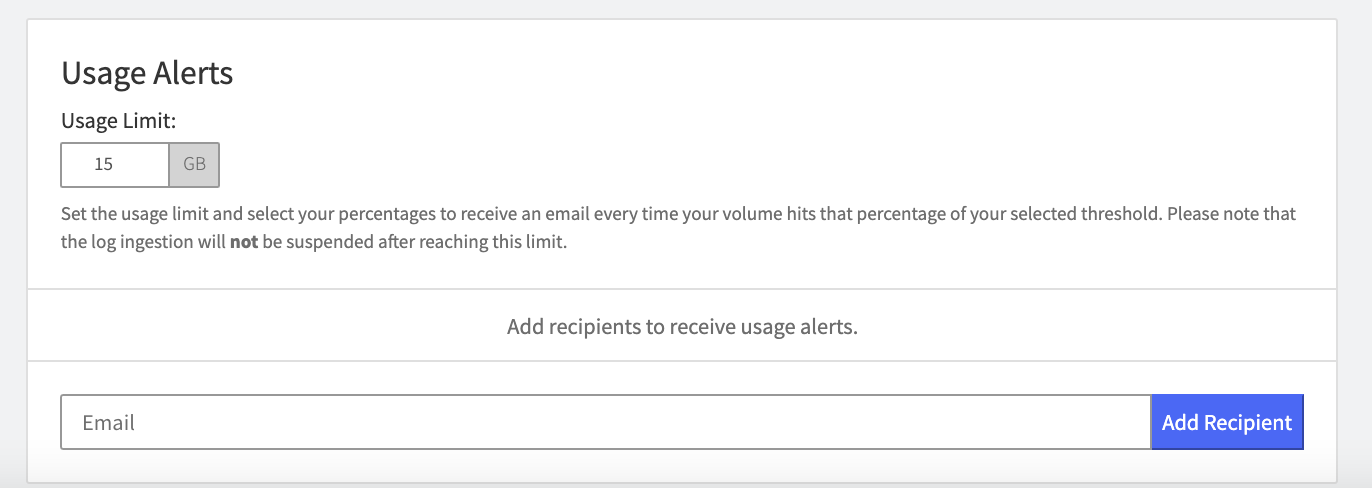 Usage Alerts
Usage Limit:
15 GB
Set the usage limit and select your percentages to receive an email every time your volume hits that percentage of your selected threshold. Please note that
the log ingestion will not be suspended after reaching this limit.
Add recipients to receive usage alerts.
Email Add Recipient